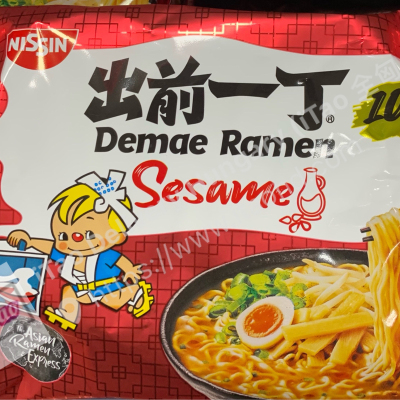 NISSIN
出前一丁®
Demae Ramen
Sesame
Asian
Ramen
Express